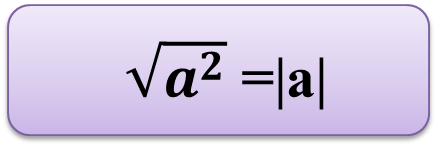 √a² =|a|